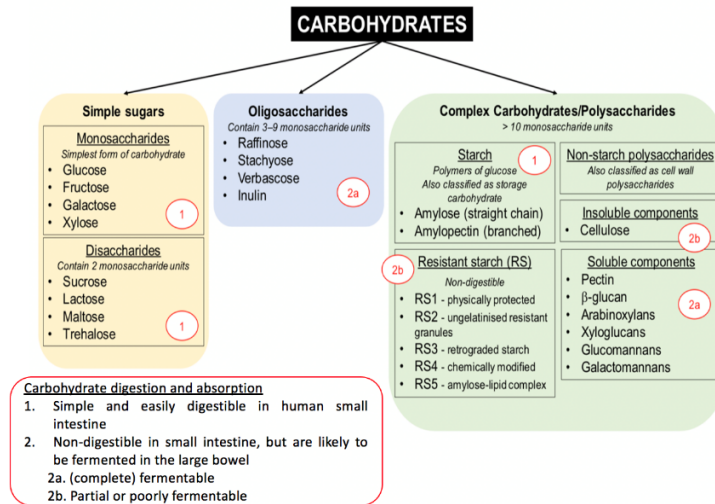 CARBOHYDRATES
Simple sugars
Monosaccharides
Simplest form of carbohydrate
• Glucose
• Fructose
• Galactose
• Xylose
1
Disaccharides
Contain 2 monosaccharide units
• Sucrose
• Lactose
• Maltose
• Trehalose
1
Oligosaccharides
Contain 3–9 monosaccharide units
• Raffinose
• Stachyose
• Verbascose
• Inulin
2a
Complex Carbohydrates/Polysaccharides
> 10 monosaccharide units
Starch
1
Polymers of glucose
Also classified as storage
carbohydrate
• Amylose (straight chain)
• Amylopectin (branched)
2b
Resistant starch (RS)
Non-digestible
• RS1 - physically protected
• RS2 - ungelatinised resistant
granules
• RS3 - retrograded starch
• RS4 - chemically modified
• RS5 - amylose-lipid complex
Non-starch polysaccharides
Also classified as cell wall
polysaccharides
Insoluble components
• Cellulose
2b
Soluble components
• Pectin
• β-glucan
• Arabinoxylans
• Xyloglucans
• Glucomannans
• Galactomannans
2a
Carbohydrate digestion and absorption
1. Simple and easily digestible in human small
intestine
2. Non-digestible in small intestine, but are likely to
be fermented in the large bowel
2a. (complete) fermentable
2b. Partial or poorly fermentable